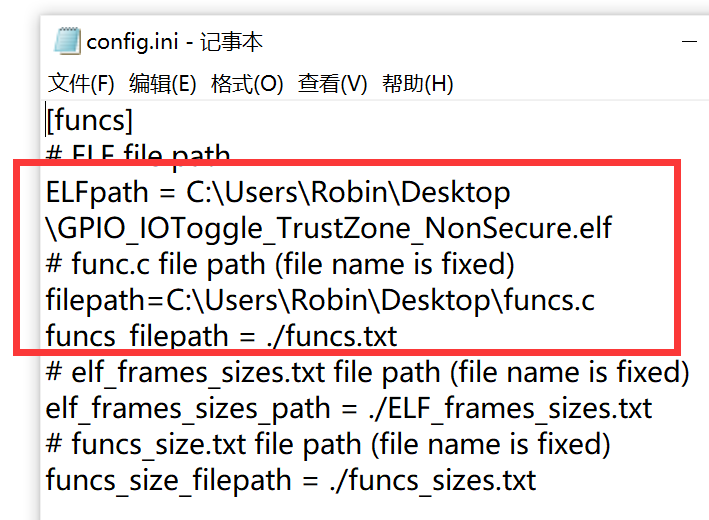 config.ini - 记事本
文件(F) 编辑(E) 格式(O) 查看(V) 帮助(H)
[funcs]
# ELF file path
ELFpath = C:\Users\Robin\Desktop
\GPIO_IOToggle_TrustZone_NonSecure.elf
# func.c file path (file name is fixed)
filepath=C:\Users\Robin\Desktop\funcs.c
funcs_filepath = ./funcs.txt
# elf_frames_sizes.txt file path (file name is fixed)
elf_frames_sizes_path = ./ELF_frames_sizes.txt
# funcs_size.txt file path (file name is fixed)
funcs_size_filepath = ./funcs_sizes.txt